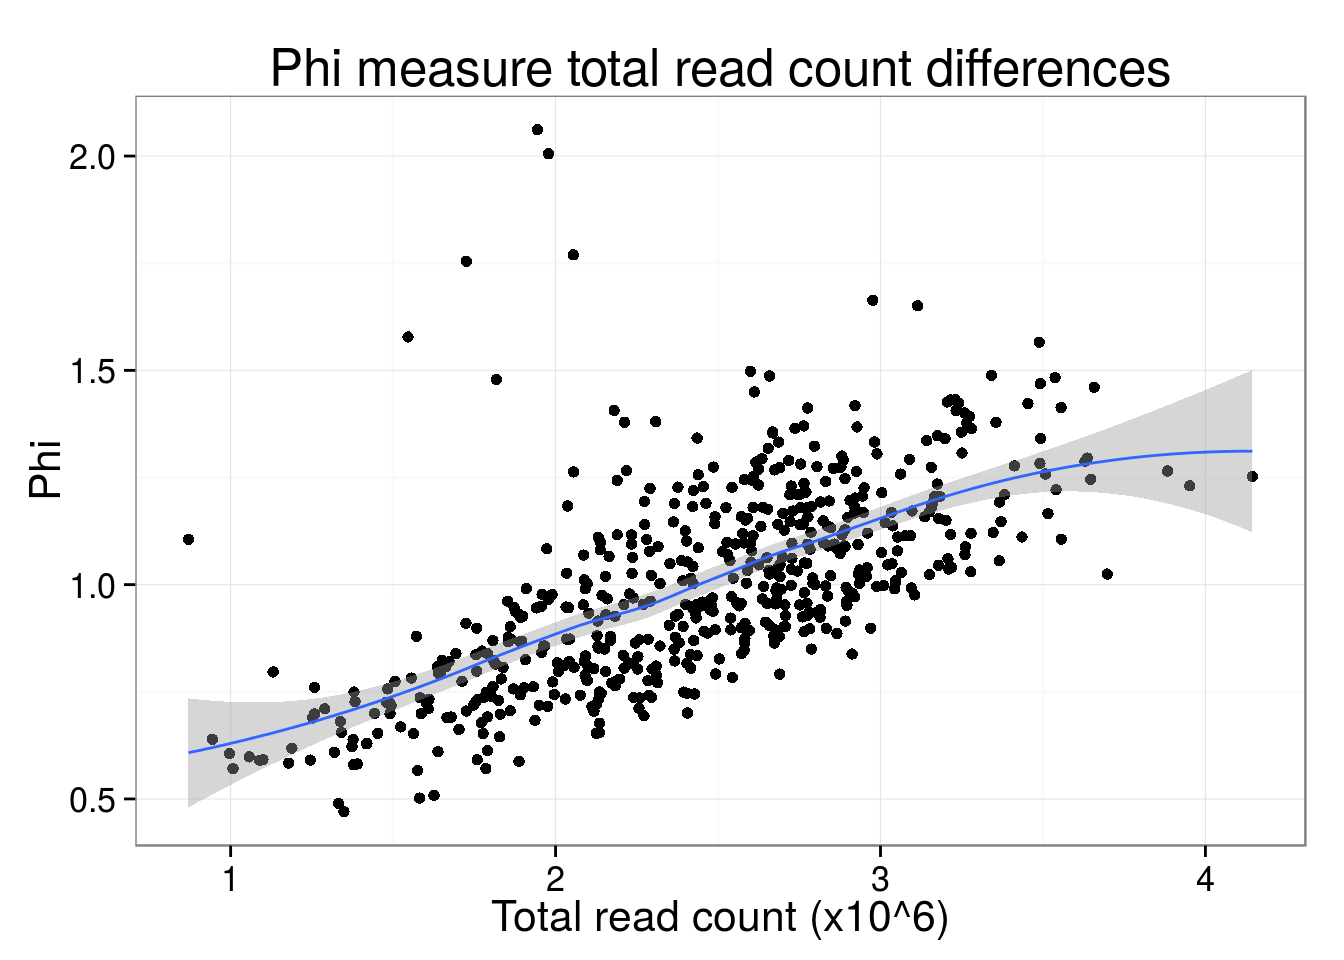 Phi measure total read count differences
2.0
1.5
Phi
1.0
0.5
1 2 3 4
Total read count (x10^6)